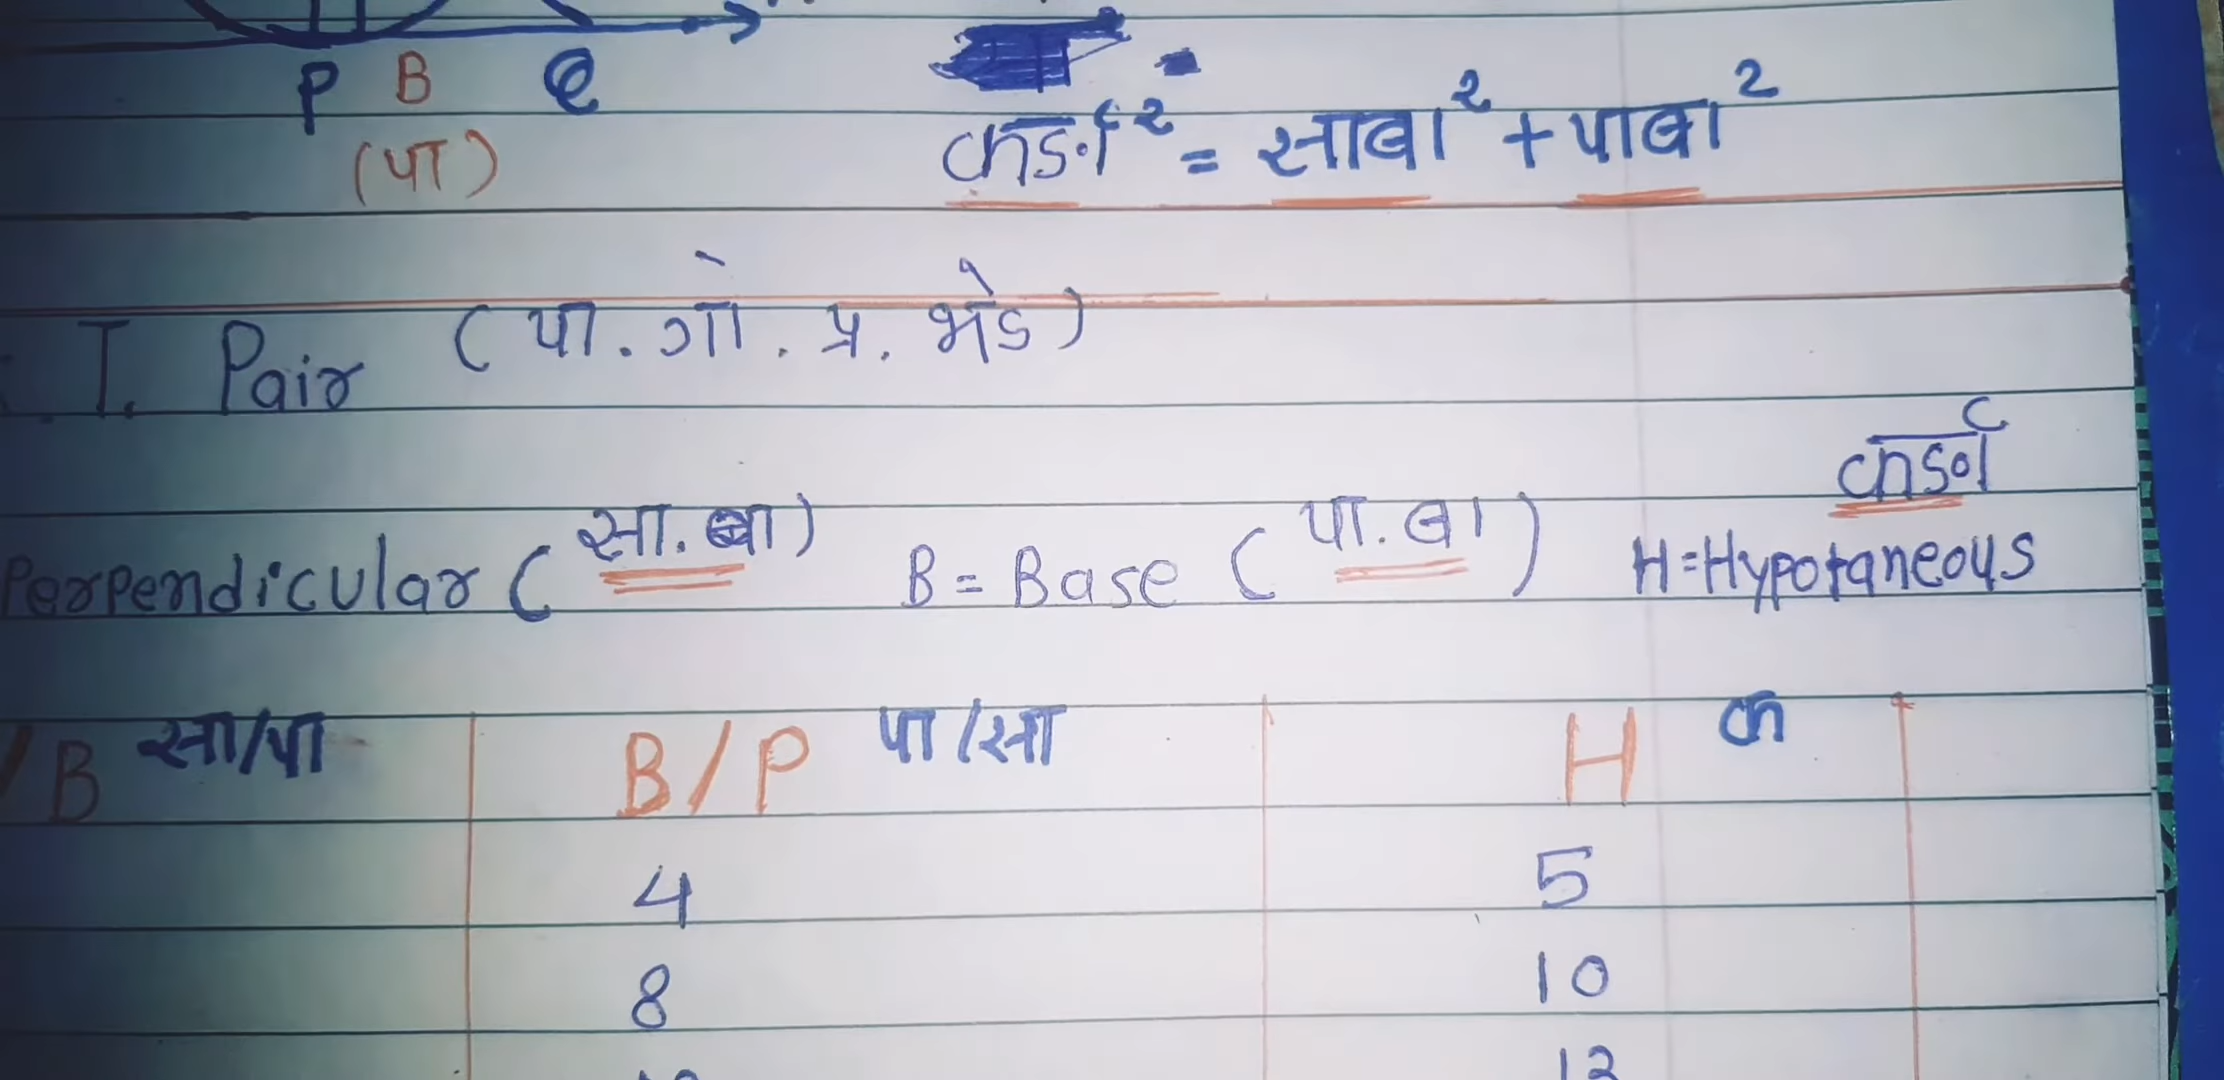 P B Q
(पा)
कर्ण² = साबा² + पाबा²
T. Pair (पा. गो. प्र. भेड)
Perpendicular (सा. बा) B = Base (पा. बा) कर्ण
H = Hypotaneous
/B सा/पा B/P पा/सा H क
4 5
8 10